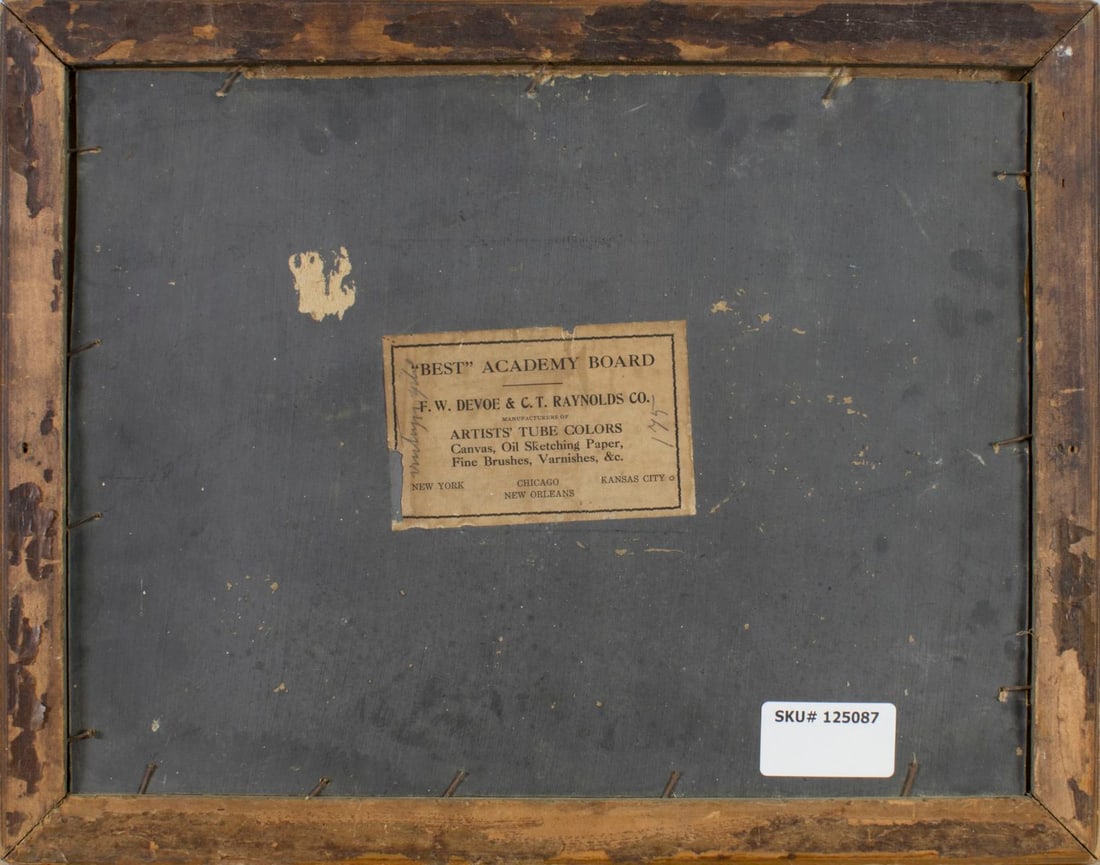 "BEST" ACADEMY BOARD
F. W. DEVOE & C. T. RAYNOLDS CO.
MANUFACTURERS OF
ARTISTS' TUBE COLORS
Canvas, Oil Sketching Paper,
Fine Brushes, Varnishes, &c.
NEW YORK CHICAGO KANSAS CITY
NEW ORLEANS
175
SKU# 125087